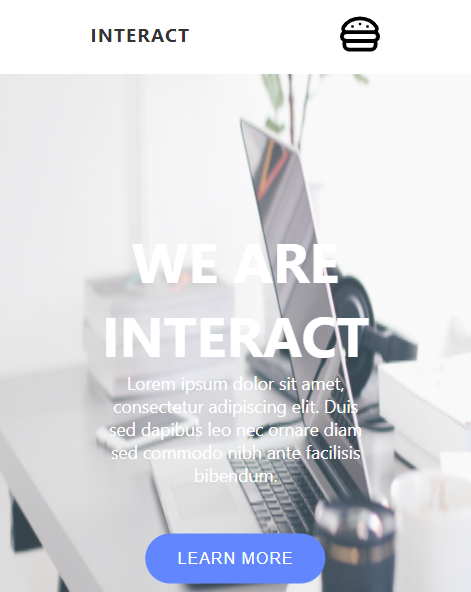 INTERACT
WE ARE
INTERACT
Lorem ipsum dolor sit amet,
consectetur adipiscing elit. Duis
sed dapibus leo nec ornare diam
sed commodo nibh ante facilisis
bibendum.
LEARN MORE